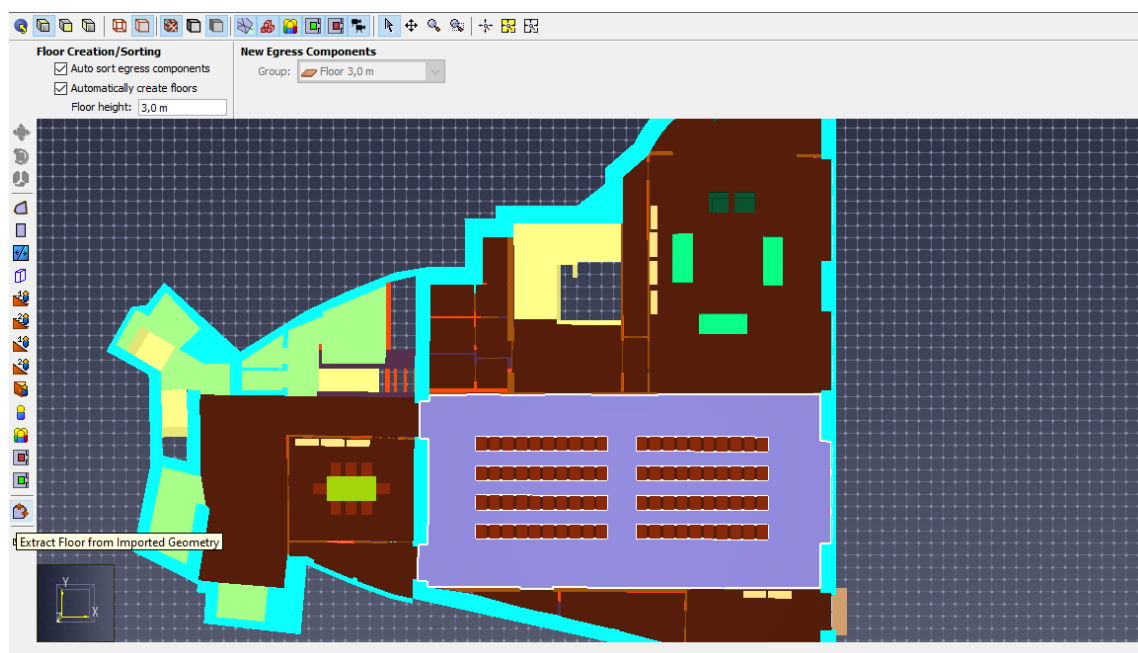 Floor Creation/Sorting
New Egress Components
Auto sort egress components
Group: Floor 3,0 m
Automatically create floors
Floor height: 3,0 m
Extract Floor from Imported Geometry
Y
Z X